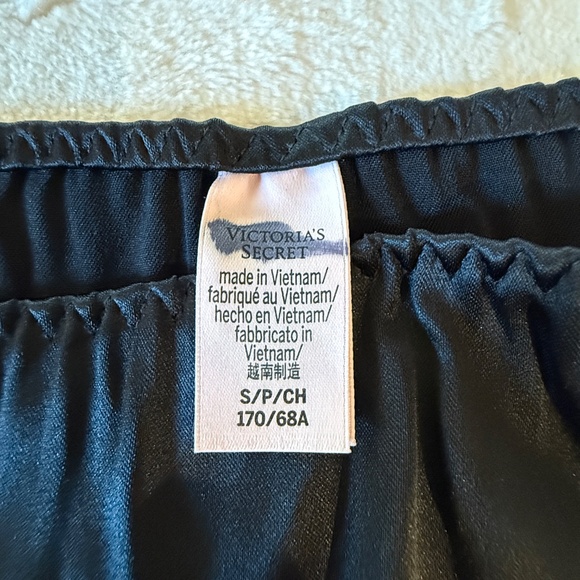 VICTORIA'S
SECRET
made in Vietnam/
fabriqué au Vietnam/
hecho en Vietnam/
fabbricato in
Vietnam/
越南制造
S/P/CH
170/68A